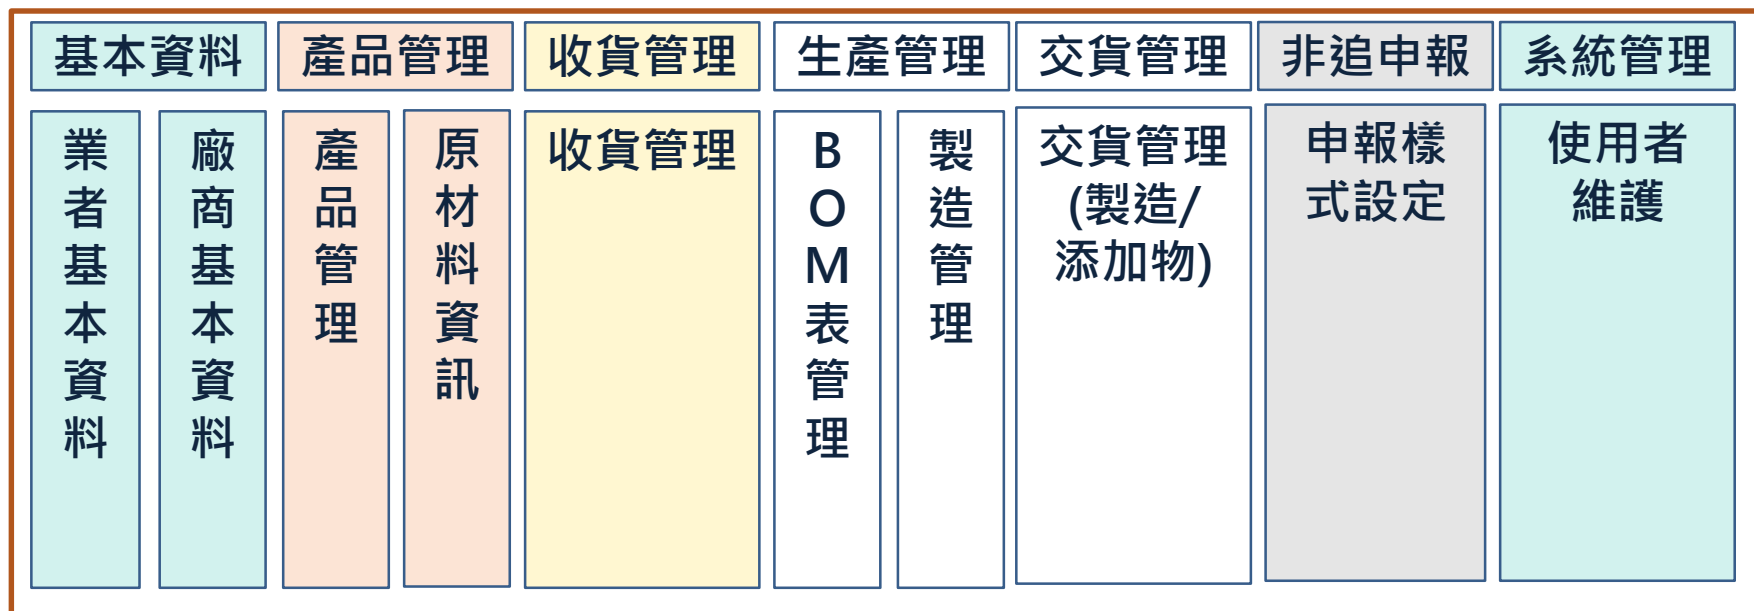 基本資料
產品管理
收貨管理
生產管理
交貨管理
非追申報
系統管理
業者基本資料
廠商基本資料
產品管理
原材料資訊
收貨管理
BOM表管理
製造管理
交貨管理
(製造/
添加物)
申報樣
式設定
使用者
維護